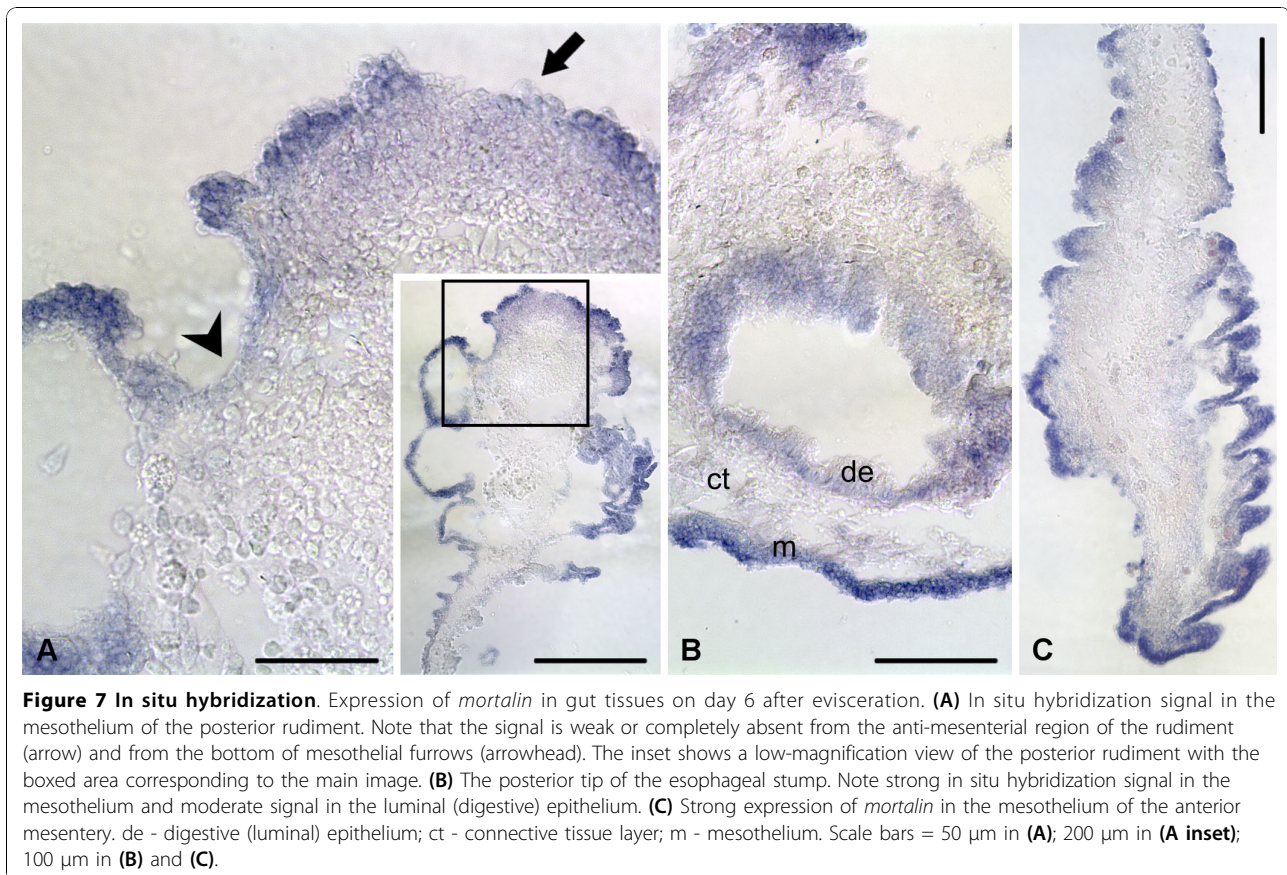 A
B
ct
de
m
C
Figure 7 In situ hybridization. Expression of mortalin in gut tissues on day 6 after evisceration. (A) In situ hybridization signal in the
mesothelium of the posterior rudiment. Note that the signal is weak or completely absent from the anti-mesenterial region of the rudiment
(arrow) and from the bottom of mesothelial furrows (arrowhead). The inset shows a low-magnification view of the posterior rudiment with the
boxed area corresponding to the main image. (B) The posterior tip of the esophageal stump. Note strong in situ hybridization signal in the
mesothelium and moderate signal in the luminal (digestive) epithelium. (C) Strong expression of mortalin in the mesothelium of the anterior
mesentery. de - digestive (luminal) epithelium; ct - connective tissue layer; m - mesothelium. Scale bars = 50 μm in (A); 200 μm in (A inset);
100 μm in (B) and (C).